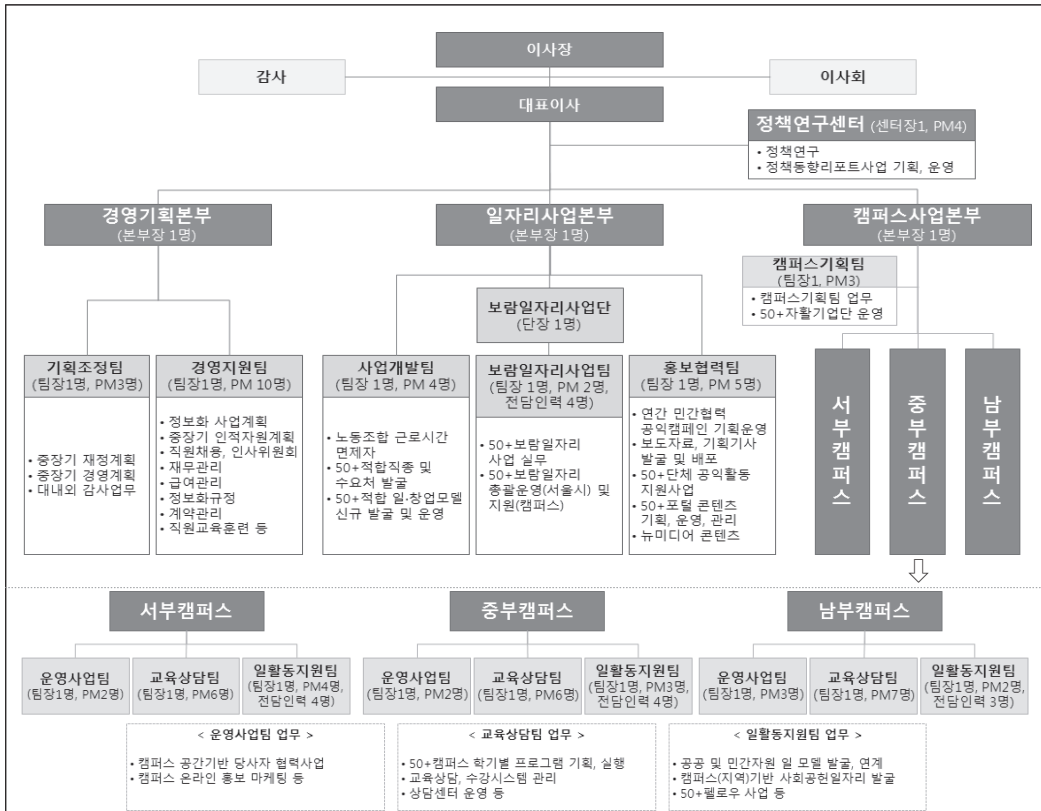 이사장
감사
이사회
대표이사
정책연구센터 (센터장1, PM4)
• 정책연구
• 정책동향리포트사업 기획, 운영
경영기획본부
(본부장 1명)
일자리사업본부
(본부장 1명)
캠퍼스사업본부
(본부장 1명)
캠퍼스기획팀
(팀장1, PM3)
• 캠퍼스기획팀 업무
• 50+자활기업단 운영
보람일자리사업단
(단장 1명)
기획조정팀
(팀장1명, PM3명)
• 중장기 재정계획
• 중장기 경영계획
• 대내외 감사업무
경영지원팀
(팀장1명, PM 10명)
• 정보화 사업계획
• 중장기 인적자원계획
• 직원채용, 인사위원회
• 재무관리
• 급여관리
• 정보화규정
• 계약관리
• 직원교육훈련 등
사업개발팀
(팀장 1명, PM 4명)
• 노동조합 근로시간
면제자
• 50+적합직종 및
수요처 발굴
• 50+적합 일·창업모델
신규 발굴 및 운영
보람일자리사업팀
(팀장 1명, PM 2명,
전담인력 4명)
• 50+보람일자리
사업 실무
• 50+보람일자리
총괄운영(서울시) 및
지원(캠퍼스)
홍보협력팀
(팀장 1명, PM 5명)
• 연간 민간협력
공익캠페인 기획운영
• 보도자료, 기획기사
발굴 및 배포
• 50+단체 공익활동
지원사업
• 50+포털 콘텐츠
기획, 운영, 관리
• 뉴미디어 콘텐츠
서부캠퍼스
중부캠퍼스
남부캠퍼스
서부캠퍼스
중부캠퍼스
남부캠퍼스
운영사업팀
(팀장1명, PM2명)
교육상담팀
(팀장1명, PM6명)
일활동지원팀
(팀장1명, PM4명,
전담인력 4명)
운영사업팀
(팀장1명, PM2명)
교육상담팀
(팀장1명, PM6명)
일활동지원팀
(팀장1명, PM3명,
전담인력 4명)
운영사업팀
(팀장1명, PM3명)
교육상담팀
(팀장1명, PM7명)
일활동지원팀
(팀장1명, PM2명,
전담인력 3명)
< 운영사업팀 업무 >
• 캠퍼스 공간기반 당사자 협력사업
• 캠퍼스 온라인 홍보 마케팅 등
< 교육상담팀 업무 >
• 50+캠퍼스 학기별 프로그램 기획, 실행
• 교육상담, 수강시스템 관리
• 상담센터 운영 등
< 일활동지원팀 업무 >
• 공공 및 민간자원 일 모델 발굴, 연계
• 캠퍼스(지역)기반 사회공헌일자리 발굴
• 50+펠로우 사업 등